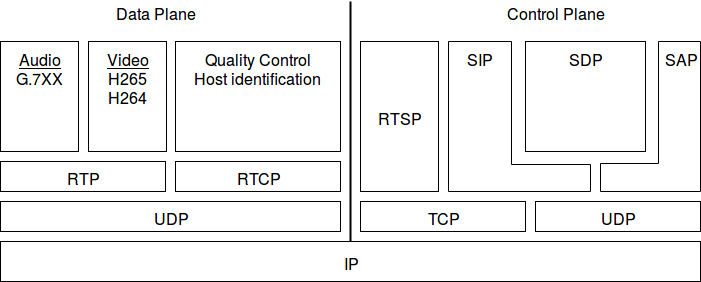 Data Plane
Control Plane
Audio
G.7XX
Video
H265
H264
Quality Control
Host identification
RTSP
SIP
SDP
SAP
RTP
RTCP
UDP
TCP
UDP
IP